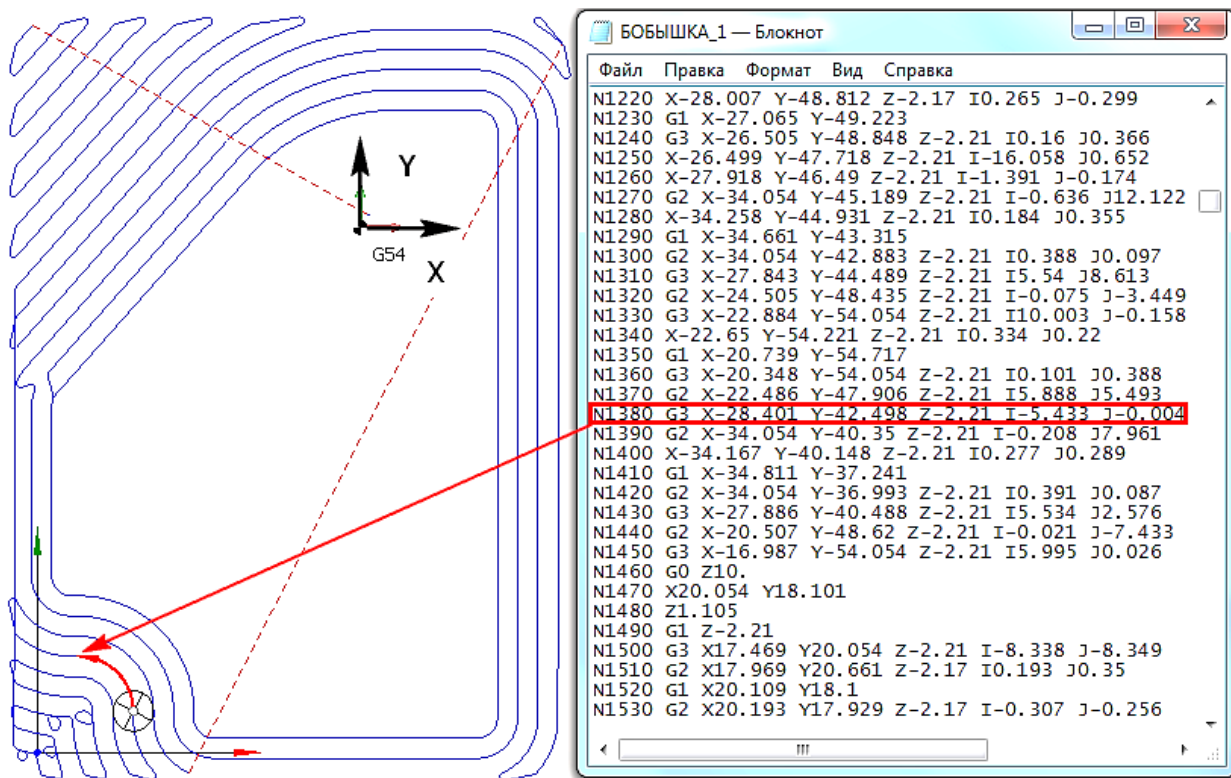 Y
G54
X
БОБЫШКА_1 — Блокнот
Файл Правка Формат Вид Справка
N1220 X-28.007 Y-48.812 Z-2.17 I0.265 J-0.299
N1230 G1 X-27.065 Y-49.223
N1240 G3 X-26.505 Y-48.848 Z-2.21 I0.16 J0.366
N1250 X-26.499 Y-47.718 Z-2.21 I-16.058 J0.652
N1260 X-27.918 Y-46.49 Z-2.21 I-1.391 J-0.174
N1270 G2 X-34.054 Y-45.189 Z-2.21 I-0.636 J12.122
N1280 X-34.258 Y-44.931 Z-2.21 I0.184 J0.355
N1290 G1 X-34.661 Y-43.315
N1300 G2 X-34.054 Y-42.883 Z-2.21 I0.388 J0.097
N1310 G3 X-27.843 Y-44.489 Z-2.21 I5.54 J8.613
N1320 G2 X-24.505 Y-48.435 Z-2.21 I-0.075 J-3.449
N1330 G3 X-22.884 Y-54.054 Z-2.21 I10.003 J-0.158
N1340 X-22.65 Y-54.221 Z-2.21 I0.334 J0.22
N1350 G1 X-20.739 Y-54.717
N1360 G3 X-20.348 Y-54.054 Z-2.21 I0.101 J0.388
N1370 G2 X-22.486 Y-47.906 Z-2.21 I5.888 J5.493
N1380 G3 X-28.401 Y-42.498 Z-2.21 I-5.433 J-0.004
N1390 G2 X-34.054 Y-40.35 Z-2.21 I-0.208 J7.961
N1400 X-34.167 Y-40.148 Z-2.21 I0.277 J0.289
N1410 G1 X-34.811 Y-37.241
N1420 G2 X-34.054 Y-36.993 Z-2.21 I0.391 J0.087
N1430 G3 X-27.886 Y-40.488 Z-2.21 I5.534 J2.576
N1440 G2 X-20.507 Y-48.62 Z-2.21 I-0.021 J-7.433
N1450 G3 X-16.987 Y-54.054 Z-2.21 I5.995 J0.026
N1460 G0 Z10.
N1470 X20.054 Y18.101
N1480 Z1.105
N1490 G1 Z-2.21
N1500 G3 X17.469 Y20.054 Z-2.21 I-8.338 J-8.349
N1510 G2 X17.969 Y20.661 Z-2.17 I0.193 J0.35
N1520 G1 X20.109 Y18.1
N1530 G2 X20.193 Y17.929 Z-2.17 I-0.307 J-0.256